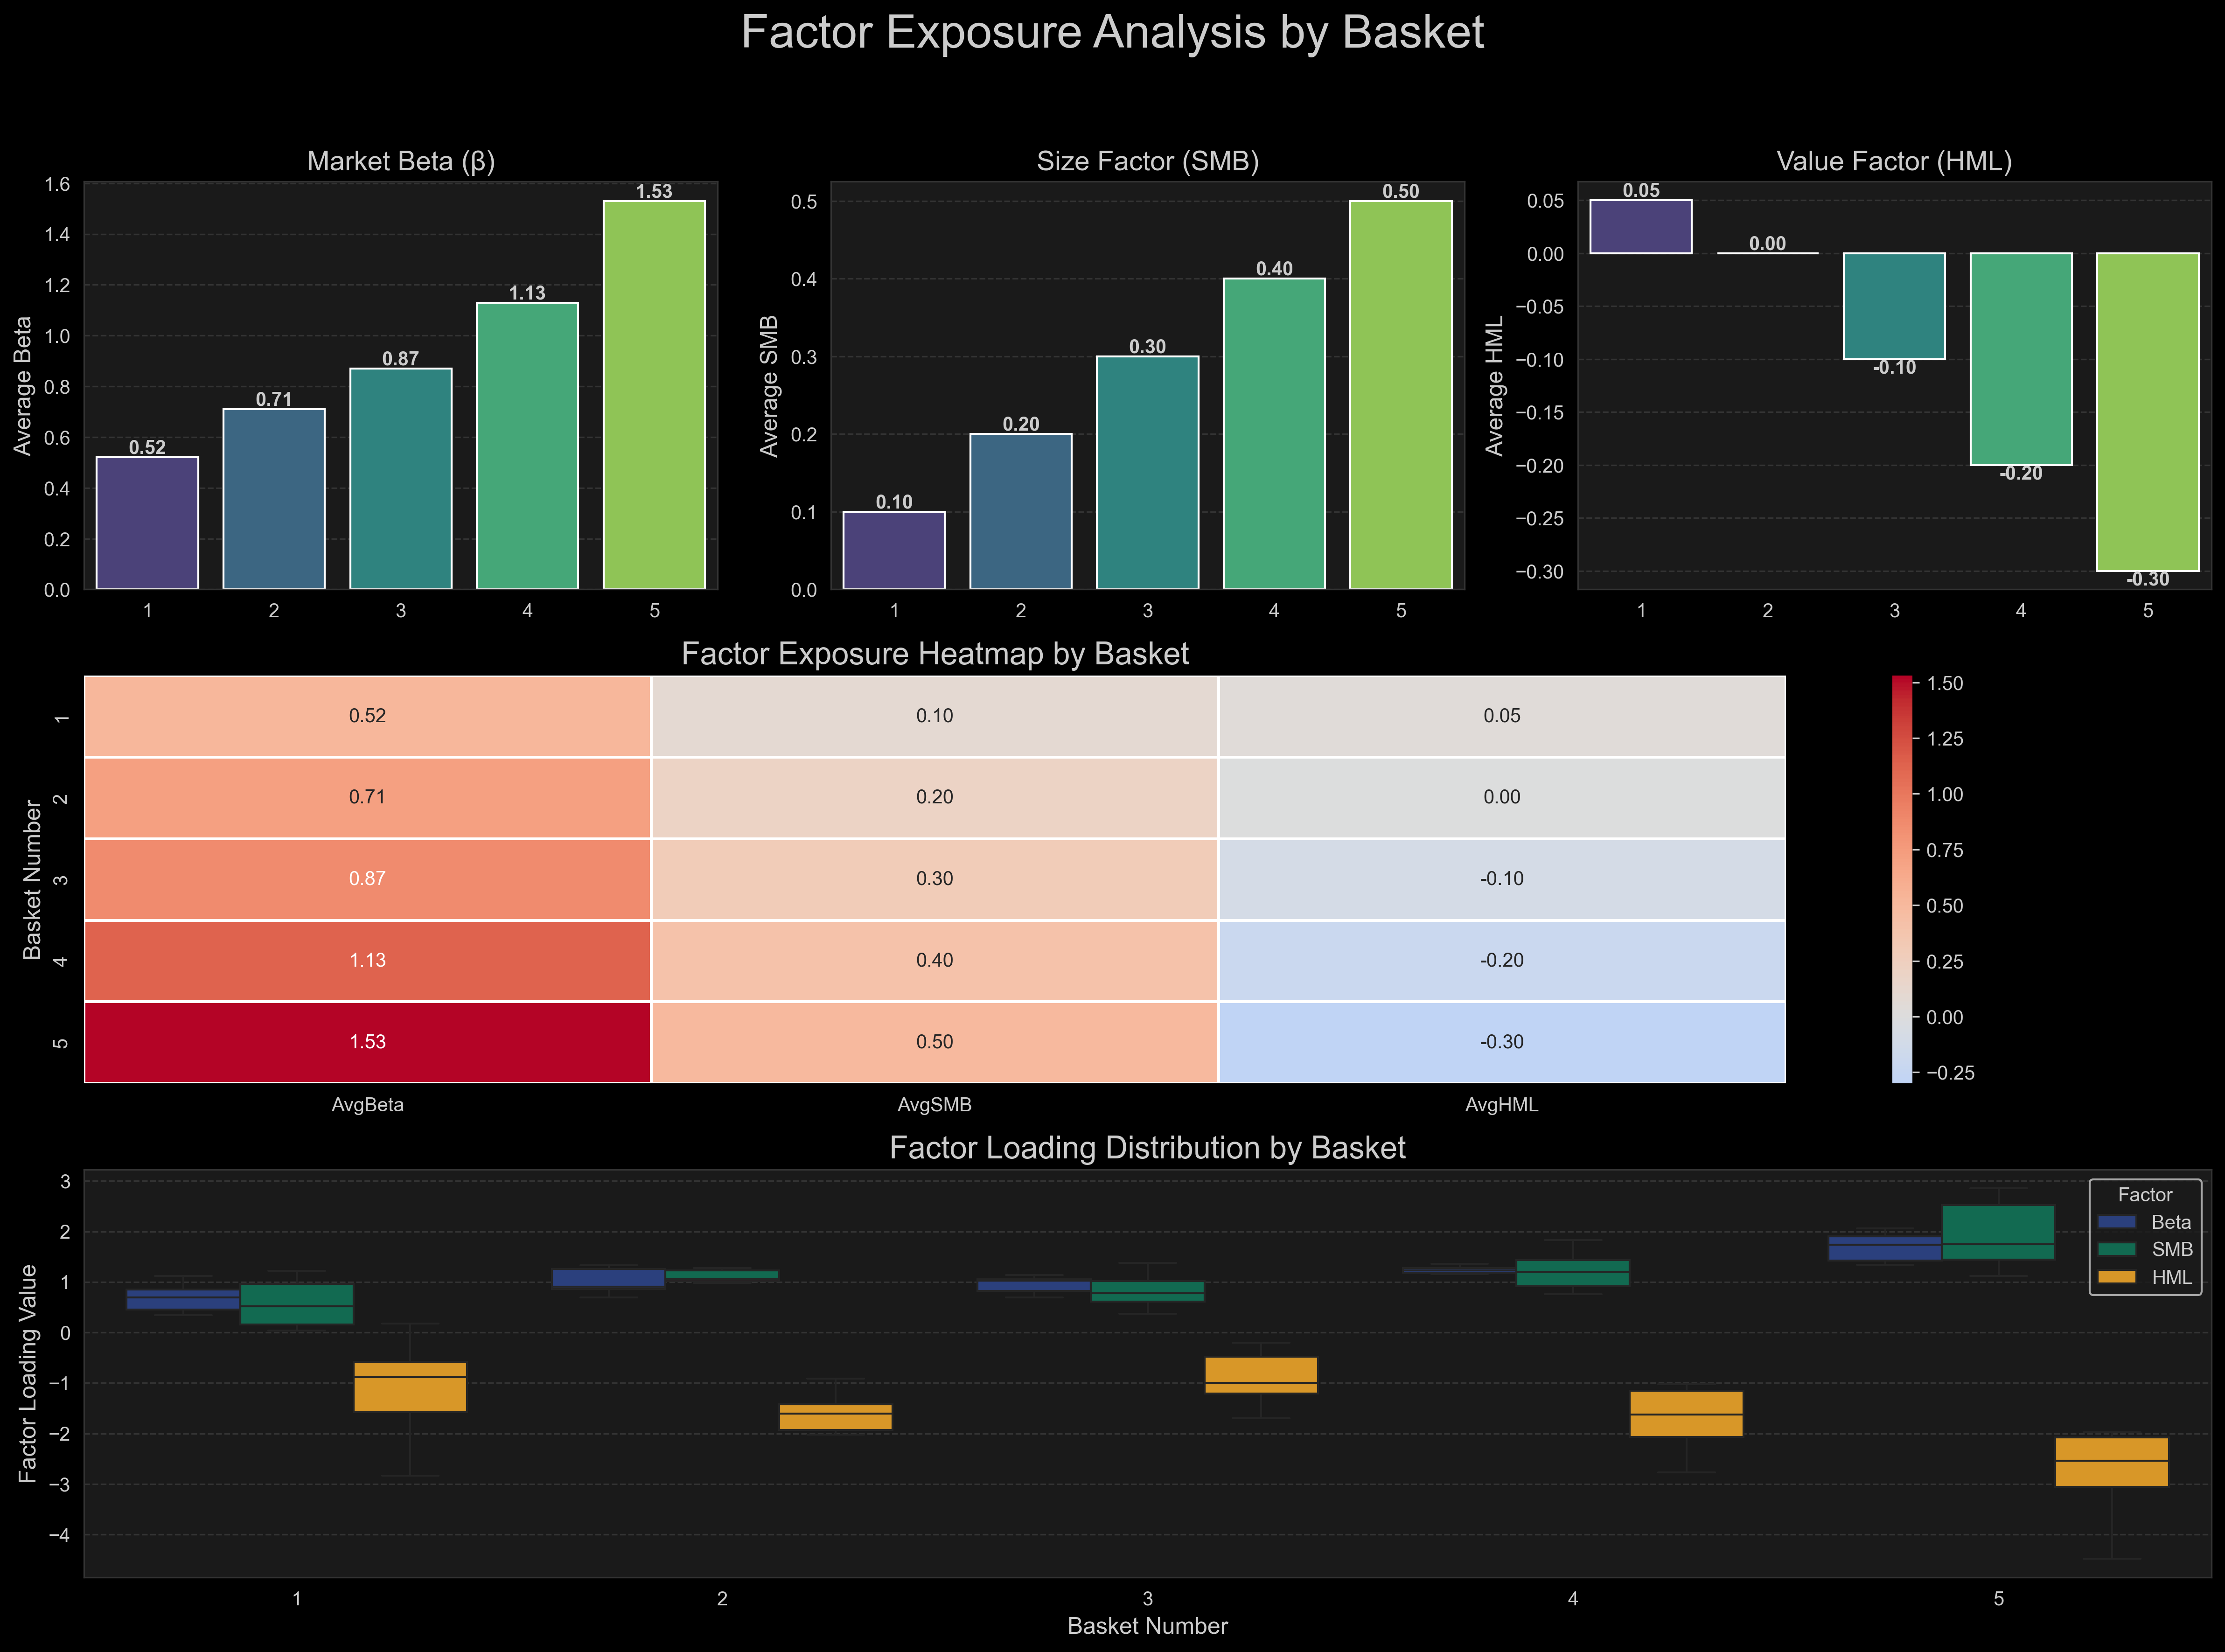 Factor Exposure Analysis by Basket
Market Beta (β)
Average Beta
1.6
1.4
1.2
1.0
0.8
0.6
0.4
0.2
0.0
0.52
0.71
0.87
1.13
1.53
1 2 3 4 5
Size Factor (SMB)
Average SMB
0.5
0.4
0.3
0.2
0.1
0.0
0.10
0.20
0.30
0.40
0.50
1 2 3 4 5
Value Factor (HML)
Average HML
0.05
0.00
−0.05
−0.10
−0.15
−0.20
−0.25
−0.30
0.05
0.00
-0.10
-0.20
-0.30
1 2 3 4 5
Factor Exposure Heatmap by Basket
Basket Number
1 0.52 0.10 0.05
2 0.71 0.20 0.00
3 0.87 0.30 -0.10
4 1.13 0.40 -0.20
5 1.53 0.50 -0.30
AvgBeta AvgSMB AvgHML
1.50
1.25
1.00
0.75
0.50
0.25
0.00
−0.25
Factor Loading Distribution by Basket
Factor Loading Value
3
2
1
0
−1
−2
−3
−4
Factor
Beta
SMB
HML
1 2 3 4 5
Basket Number